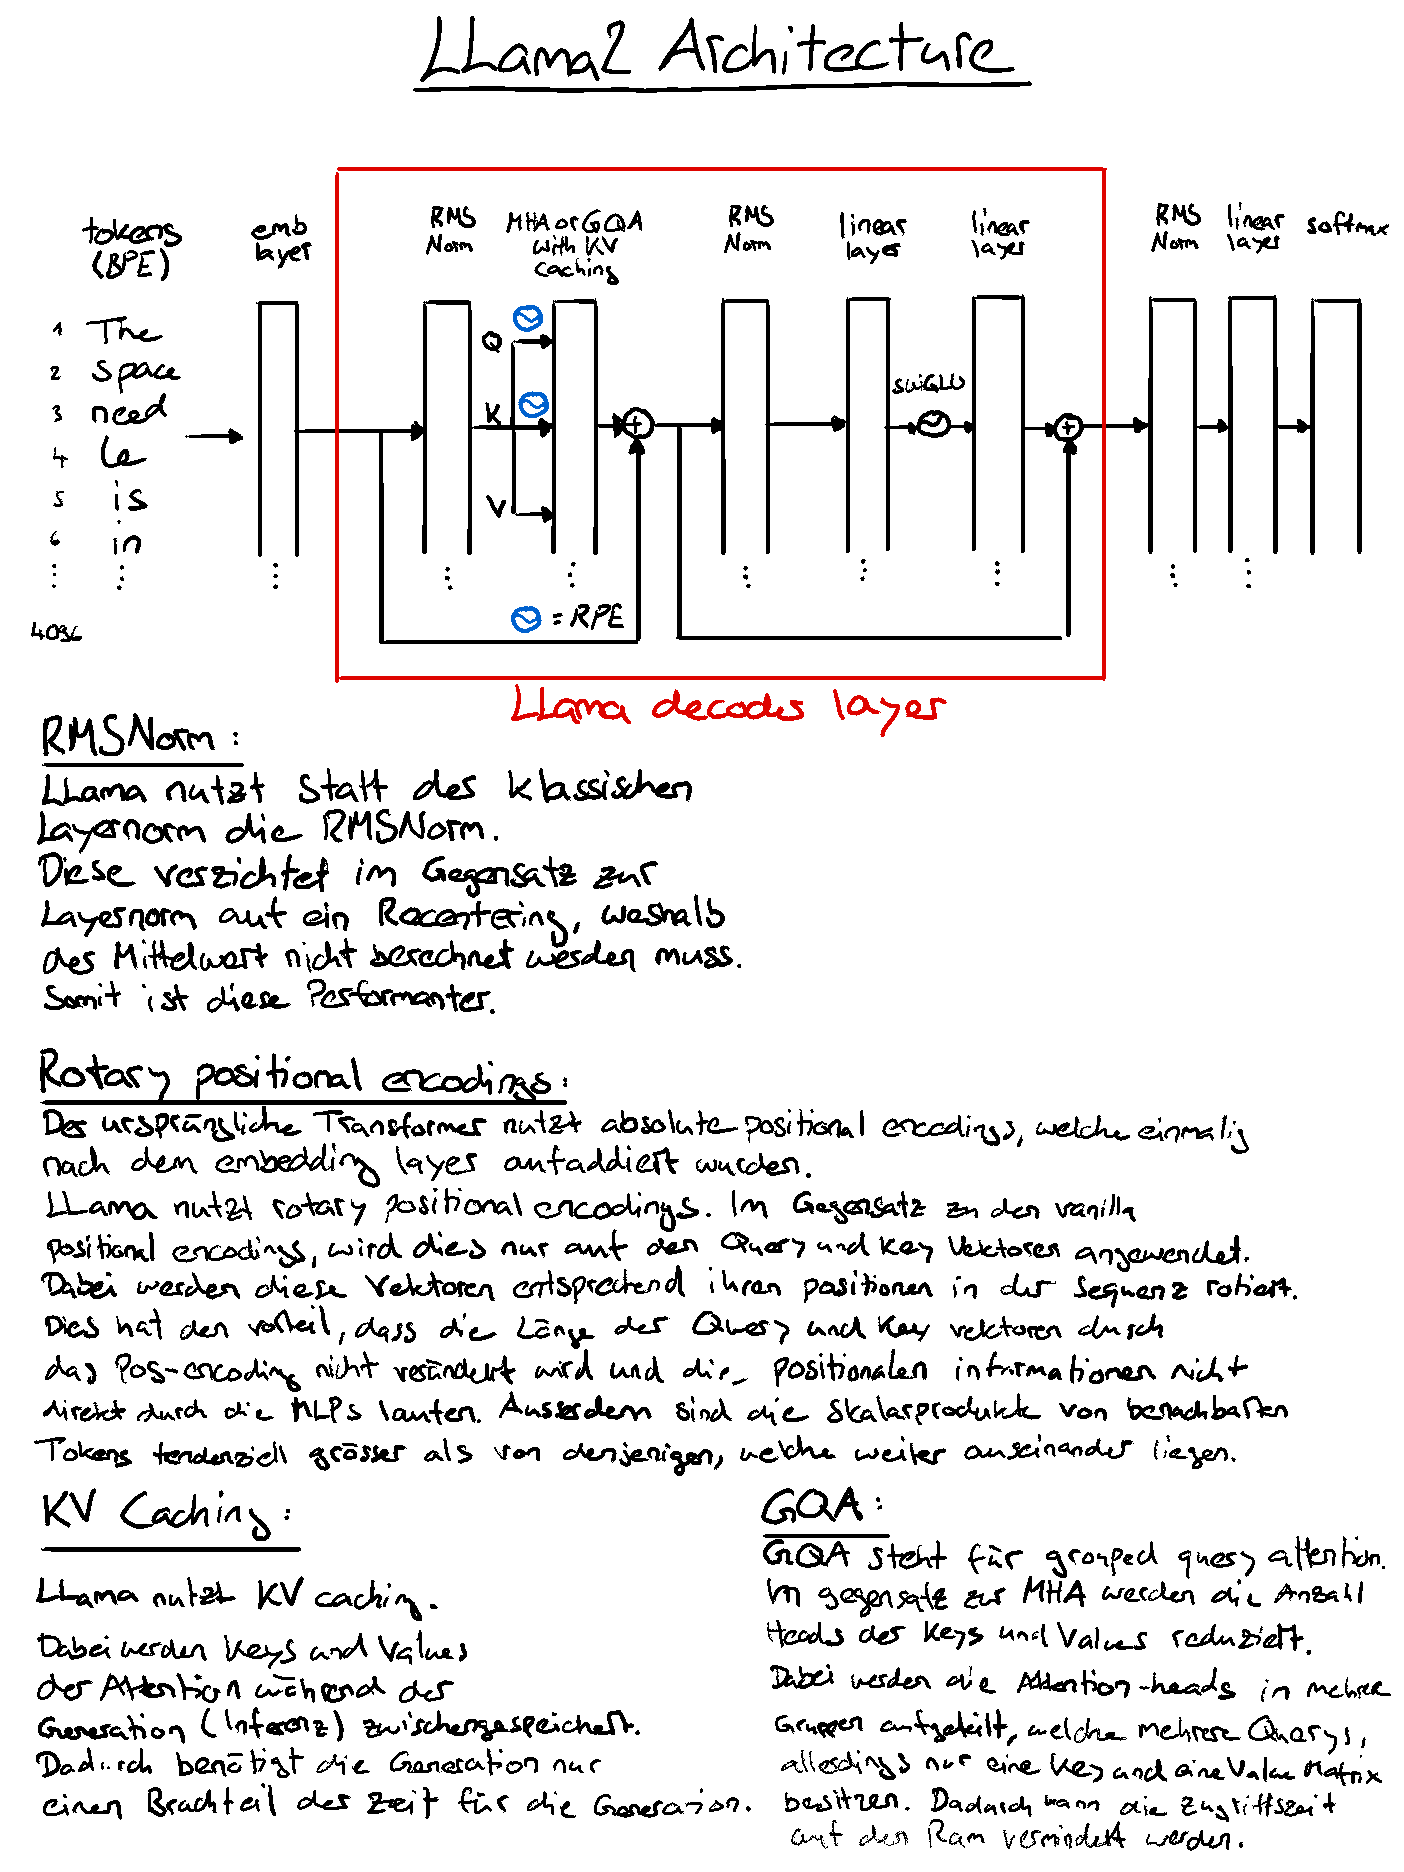 LLama2 Architecture
tokens
(BPE)
emb
layer
RMS
Norm
MHA or GQA
with KV
caching
RMS
Norm
linear
layer
linear
layer
RMS
Norm
linear
layer
softmax
1 The
2 space
3 need
4 le
5 is
6 in
4096
Q
K
V
SwiGLU
= RPE
LLama decoder layer
RMSNorm:
LLama nutzt statt der klassischen
Layernorm die RMSNorm.
Diese verzichtet im Gegensatz zur
Layernorm auf ein Recentering, weshalb
der Mittelwert nicht berechnet werden muss.
Somit ist diese Performanter.
Rotary positional encodings:
Der ursprüngliche Transformer nutzt absolute positional encodings, welche einmalig
nach dem embedding layer aufaddiert wurden.
LLama nutzt rotary positional encodings. Im Gegensatz zu den vanilla
positional encodings, wird dies nur auf den Query und Key Vektoren angewendet.
Dabei werden diese Vektoren entsprechend ihren positionen in der Sequenz rotiert.
Dies hat den vorteil, dass die Länge der Query und Key vektoren durch
das Pos-encoding nicht verändert wird und die positionalen informationen nicht
direkt durch die MLPs laufen. Ausserdem sind die Skalarprodukte von benachbarten
Tokens tendenziell grösser als von denjenigen, welche weiter auseinander liegen.
KV Caching:
LLama nutzt KV caching.
Dabei werden Keys und Values
der Attention während der
Generation (Inferenz) zwischengespeichert.
Dadurch benötigt die Generation nur
einen Bruchteil der Zeit für die Generation.
GQA:
GQA steht für grouped query attention.
Im gegensatz zur MHA werden die Anzahl
Heads der Keys und Values reduziert.
Dabei werden die Attention-heads in mehrere
Gruppen aufgeteilt, welche mehrere Querys,
allerdings nur eine Key und eine Value Matrix
besitzen. Dadurch kann die Zugriffszeit
auf den Ram vermindert werden.